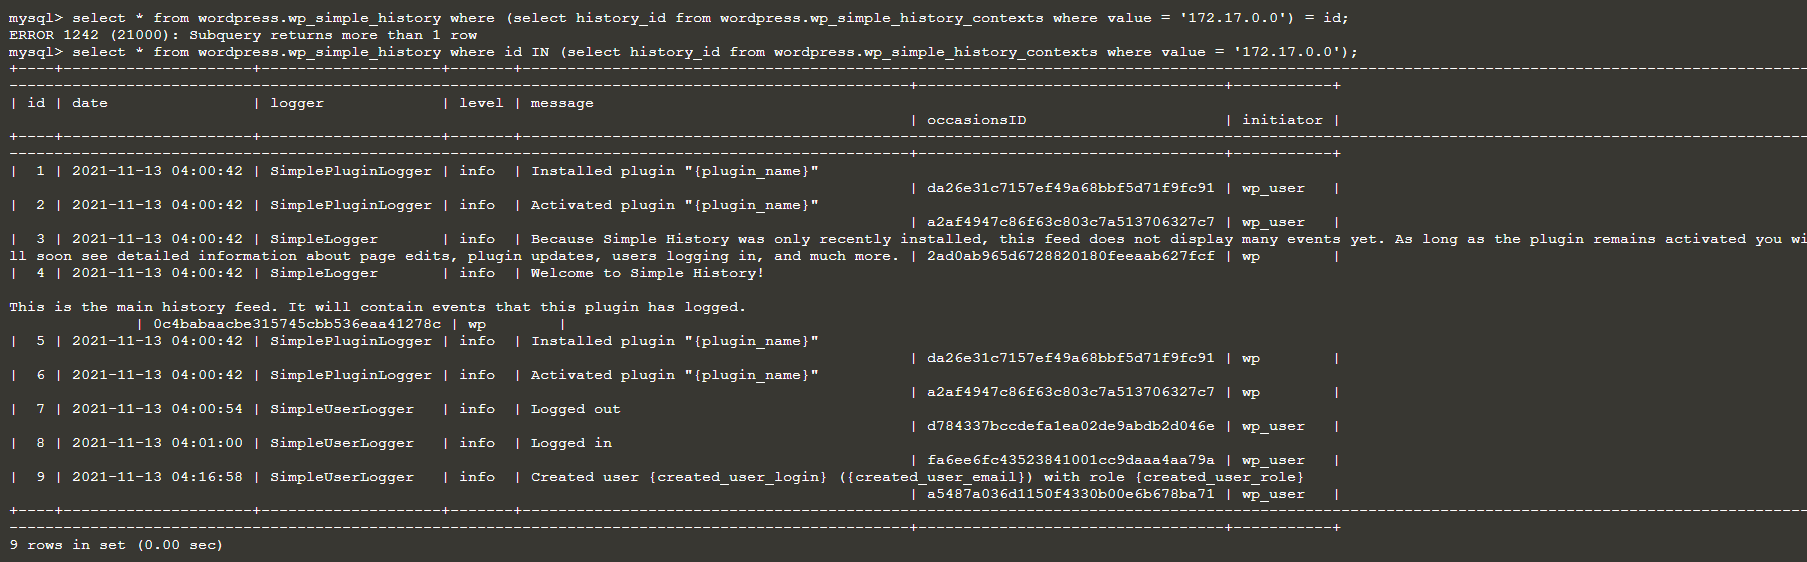 mysql> select * from wordpress.wp_simple_history where (select history_id from wordpress.wp_simple_history_contexts where value = '172.17.0.0') = id;
ERROR 1242 (21000): Subquery returns more than 1 row
mysql> select * from wordpress.wp_simple_history where id IN (select history_id from wordpress.wp_simple_history_contexts where value = '172.17.0.0');
| id | date | logger | level | message
| occasionsID | initiator |
| 1 | 2021-11-13 04:00:42 | SimplePluginLogger | info | Installed plugin "{plugin_name}"
| da26e31c7157ef49a68bbf5d71f9fc91 | wp_user |
| 2 | 2021-11-13 04:00:42 | SimplePluginLogger | info | Activated plugin "{plugin_name}"
| a2af4947c86f63c803c7a513706327c7 | wp_user |
| 3 | 2021-11-13 04:00:42 | SimpleLogger | info | Because Simple History was only recently installed, this feed does not display many events yet. As long as the plugin remains activated you wi
ll soon see detailed information about page edits, plugin updates, users logging in, and much more. | 2ad0ab965d6728820180feeaab627fcf | wp |
| 4 | 2021-11-13 04:00:42 | SimpleLogger | info | Welcome to Simple History!
This is the main history feed. It will contain events that this plugin has logged.
| 0c4babaacbe315745cbb536eaa41278c | wp |
| 5 | 2021-11-13 04:00:42 | SimplePluginLogger | info | Installed plugin "{plugin_name}"
| da26e31c7157ef49a68bbf5d71f9fc91 | wp |
| 6 | 2021-11-13 04:00:42 | SimplePluginLogger | info | Activated plugin "{plugin_name}"
| a2af4947c86f63c803c7a513706327c7 | wp |
| 7 | 2021-11-13 04:00:54 | SimpleUserLogger | info | Logged out
| d784337bccdefa1ea02de9abdb2d046e | wp_user |
| 8 | 2021-11-13 04:01:00 | SimpleUserLogger | info | Logged in
| fa6ee6fc43523841001cc9daaa4aa79a | wp_user |
| 9 | 2021-11-13 04:16:58 | SimpleUserLogger | info | Created user {created_user_login} ({created_user_email}) with role {created_user_role}
| a5487a036d1150f4330b00e6b678ba71 | wp_user |
9 rows in set (0.00 sec)